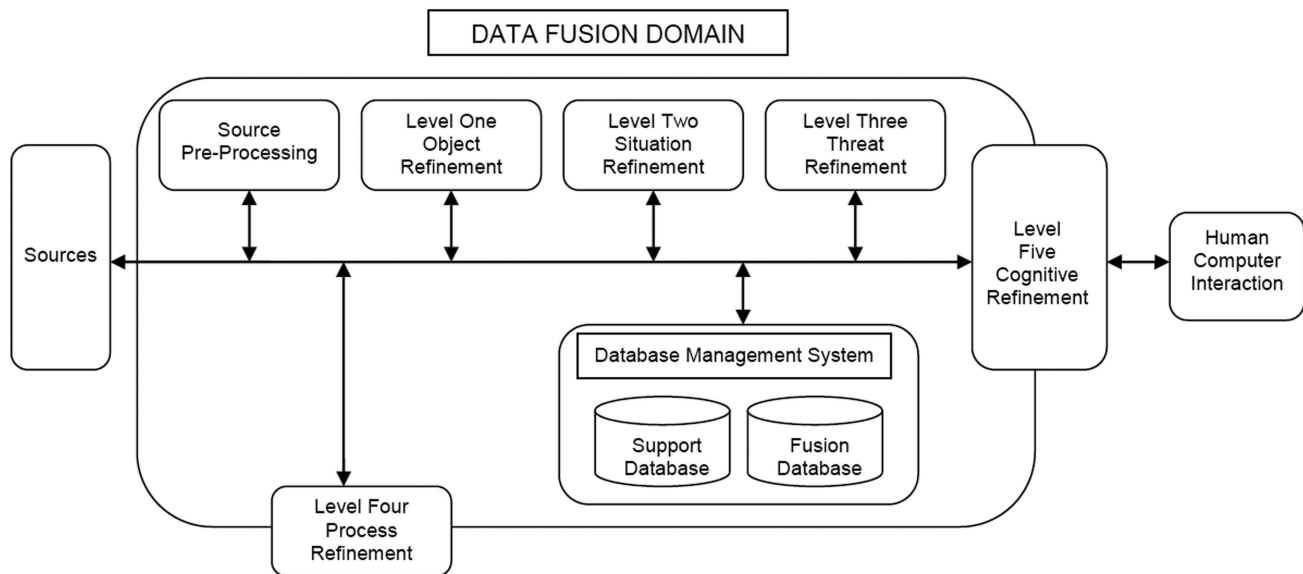 DATA FUSION DOMAIN
Source
Pre-Processing
Level One
Object
Refinement
Level Two
Situation
Refinement
Level Three
Threat
Refinement
Sources
Level
Five
Cognitive
Refinement
Human
Computer
Interaction
Database Management System
Support
Database
Fusion
Database
Level Four
Process
Refinement